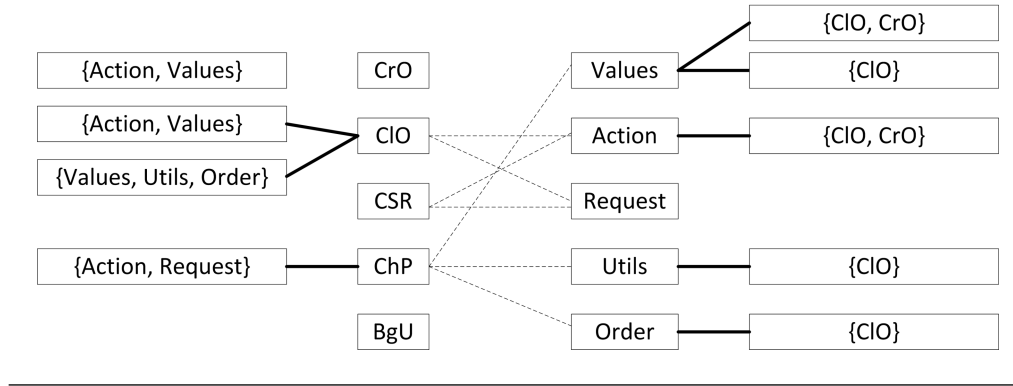 {ClO, CrO}
{Action, Values} CrO Values {ClO}
{Action, Values} ClO Action {ClO, CrO}
{Values, Utils, Order} CSR Request
{Action, Request} ChP Utils {ClO}
BgU Order {ClO}